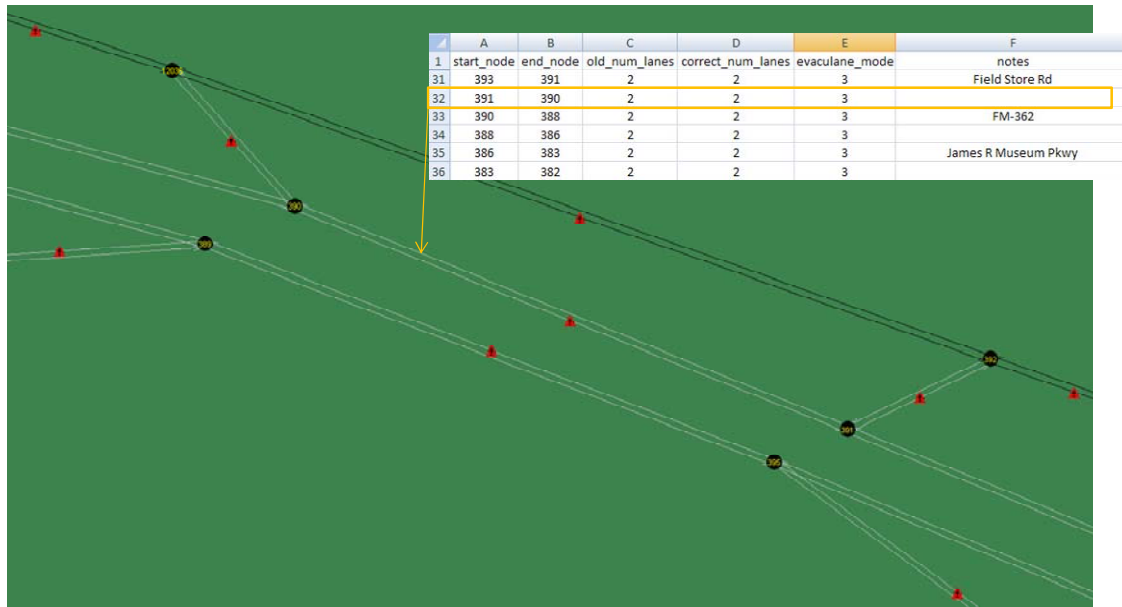 A B C D E F
1 start_node end_node old_num_lanes correct_num_lanes evaculane_mode notes
31 393 391 2 2 3 Field Store Rd
32 391 390 2 2 3
33 390 388 2 2 3 FM-362
34 388 386 2 2 3
35 386 383 2 2 3 James R Museum Pkwy
36 383 382 2 2 3
390
389
392
391
395